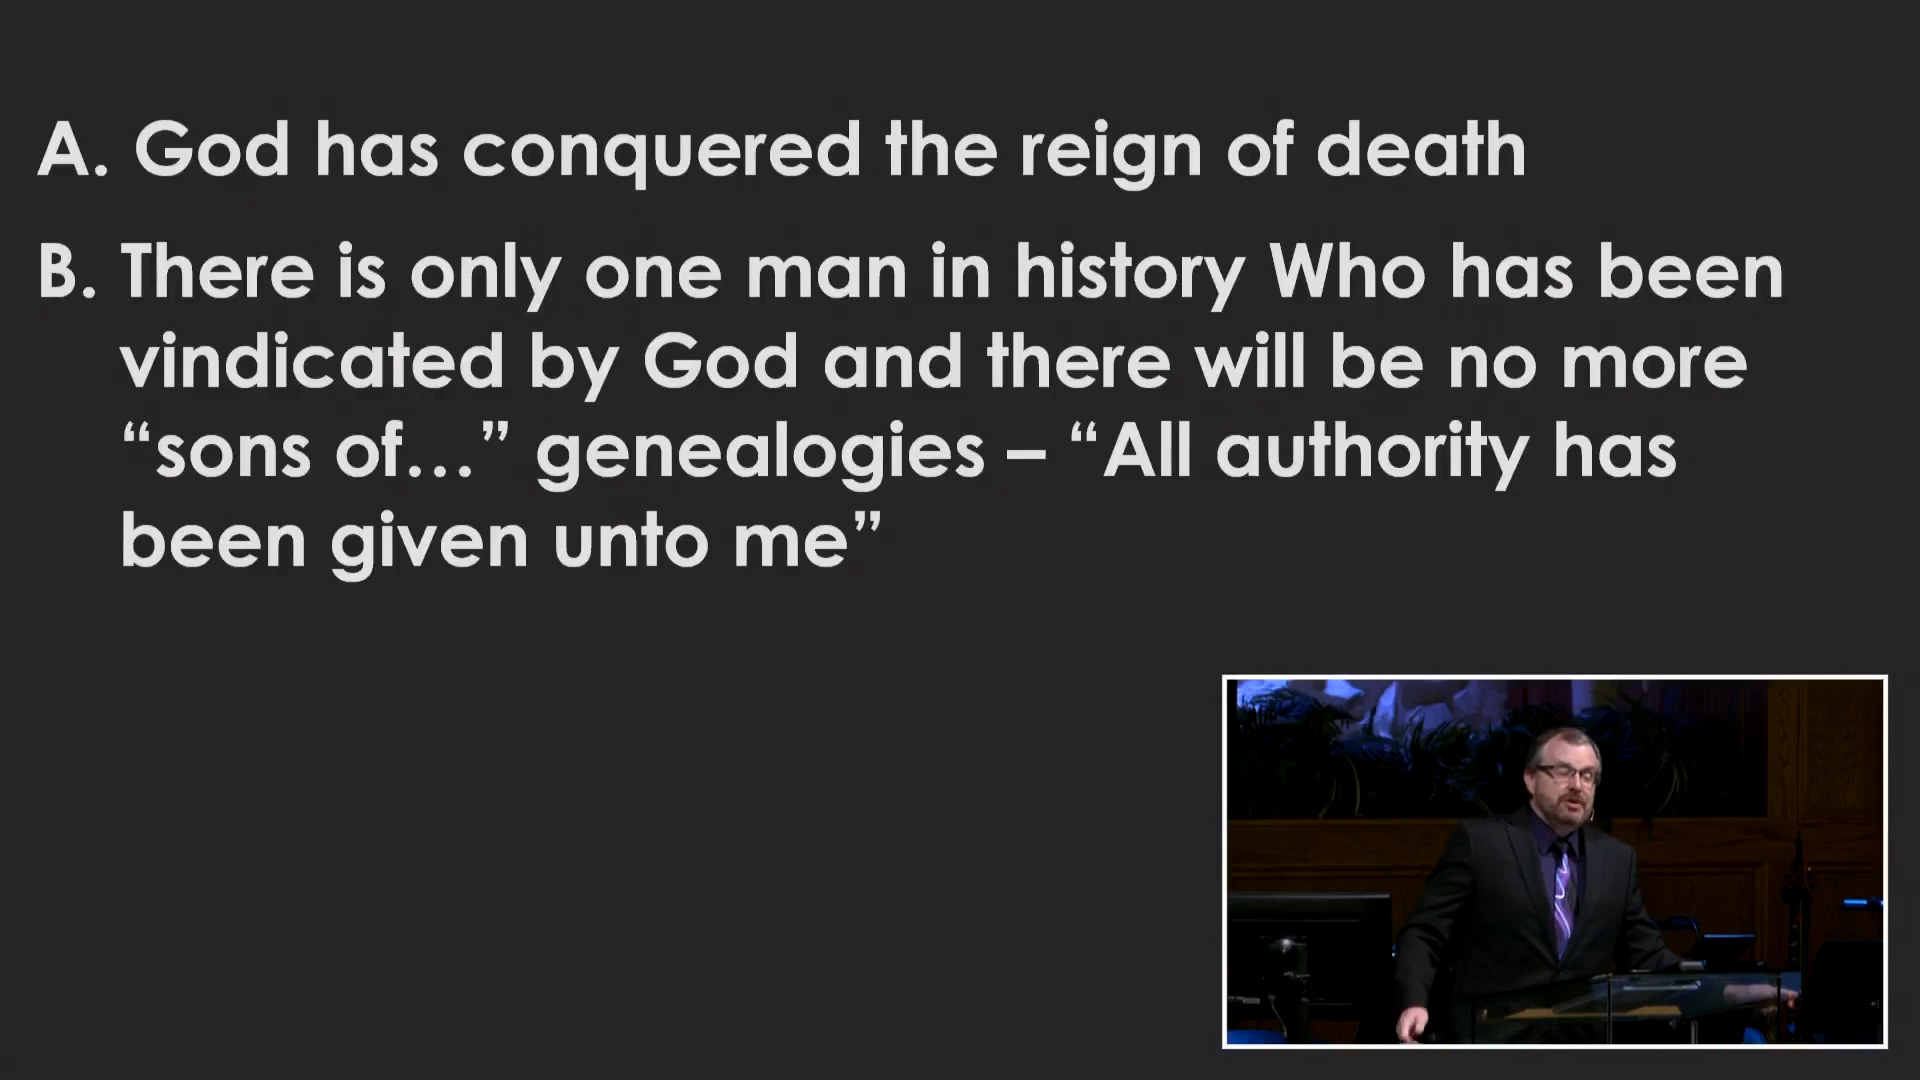 A. God has conquered the reign of death
B. There is only one man in history Who has been
vindicated by God and there will be no more
“sons of…” genealogies – “All authority has
been given unto me”